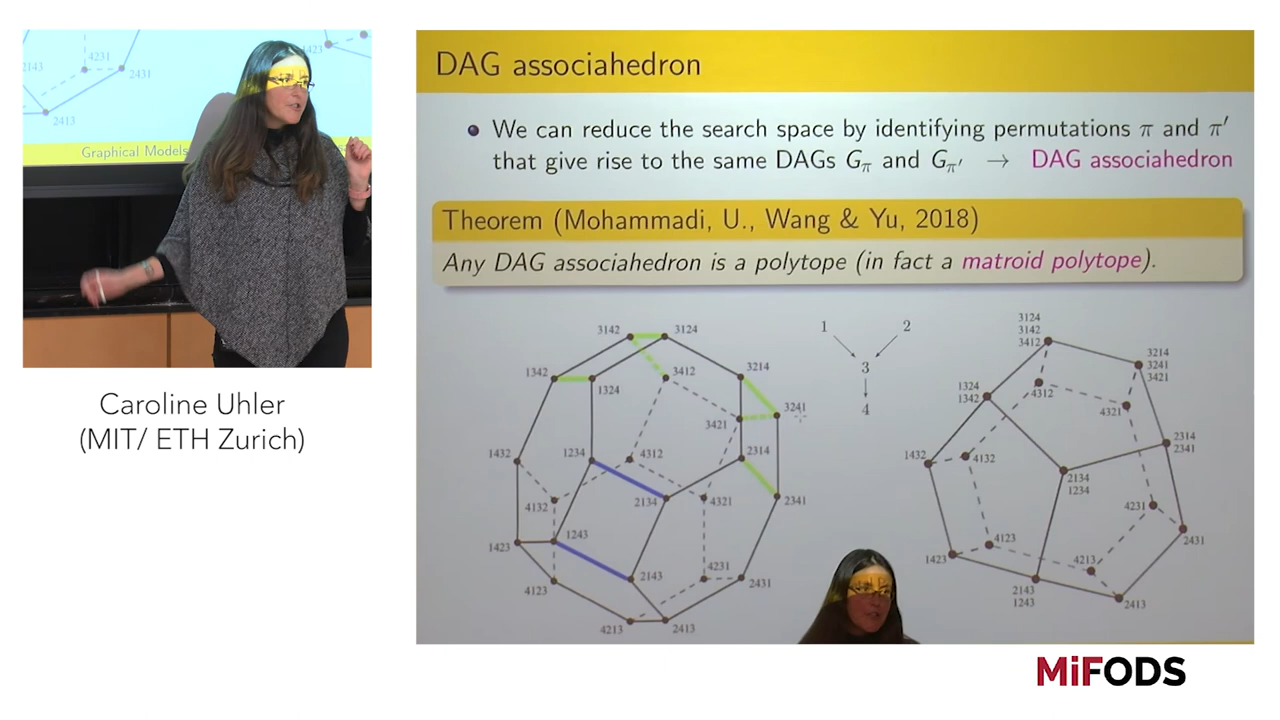 4231
2143
2431
2413
1423
Graphical Models
Caroline Uhler
(MIT/ ETH Zurich)
DAG associahedron
We can reduce the search space by identifying permutations π and π′
that give rise to the same DAGs Gπ and Gπ′ → DAG associahedron
Theorem (Mohammadi, U., Wang & Yu, 2018)
Any DAG associahedron is a polytope (in fact a matroid polytope).
3142 3124
1342 1324 3412 3214
3421 3241
1432 1234 4312 2314
4132 2134 4321 2341
1423 1243
4123 2143 4231 2431
4213 2413
1 2
3
4
3124
3142
3412
3214
3241
3421
1324
1342
4312
4321
2314
2341
1432
4132
2134
1234
4231
2431
1423
4123
4213
2143
1243
2413
MiFODS